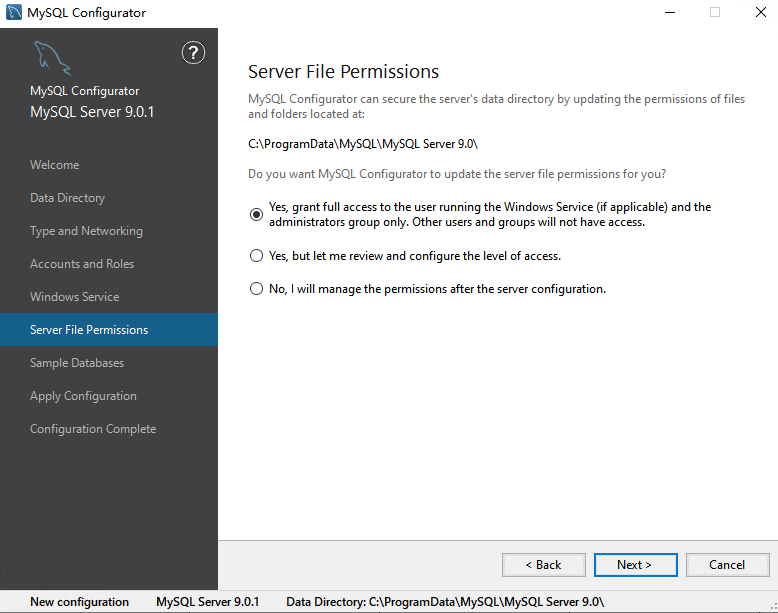 MySQL Configurator
?
MySQL Configurator
MySQL Server 9.0.1
Welcome
Data Directory
Type and Networking
Accounts and Roles
Windows Service
Server File Permissions
Sample Databases
Apply Configuration
Configuration Complete
Server File Permissions
MySQL Configurator can secure the server's data directory by updating the permissions of files
and folders located at:
C:\ProgramData\MySQL\MySQL Server 9.0\
Do you want MySQL Configurator to update the server file permissions for you?
Yes, grant full access to the user running the Windows Service (if applicable) and the
administrators group only. Other users and groups will not have access.
Yes, but let me review and configure the level of access.
No, I will manage the permissions after the server configuration.
< Back
Next >
Cancel
New configuration
MySQL Server 9.0.1
Data Directory: C:\ProgramData\MySQL\MySQL Server 9.0\